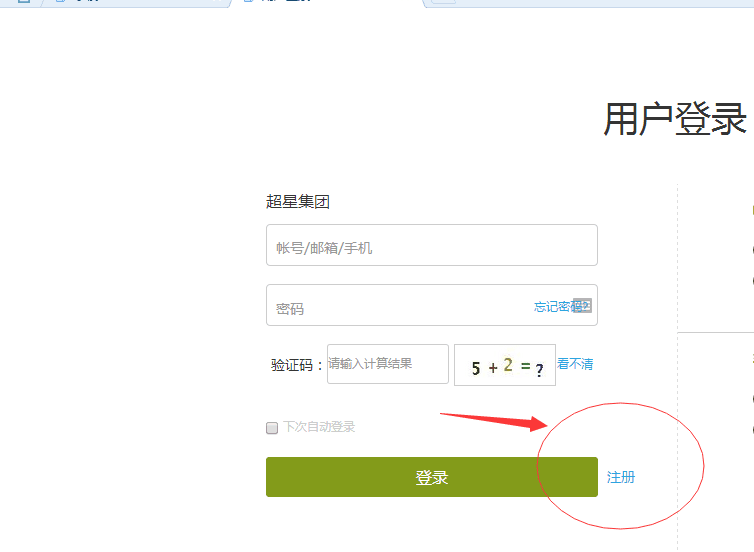 用户登录
超星集团
帐号/邮箱/手机
密码 忘记密码?
验证码： 请输入计算结果 5 + 2 = ? 看不清
下次自动登录
登录 注册